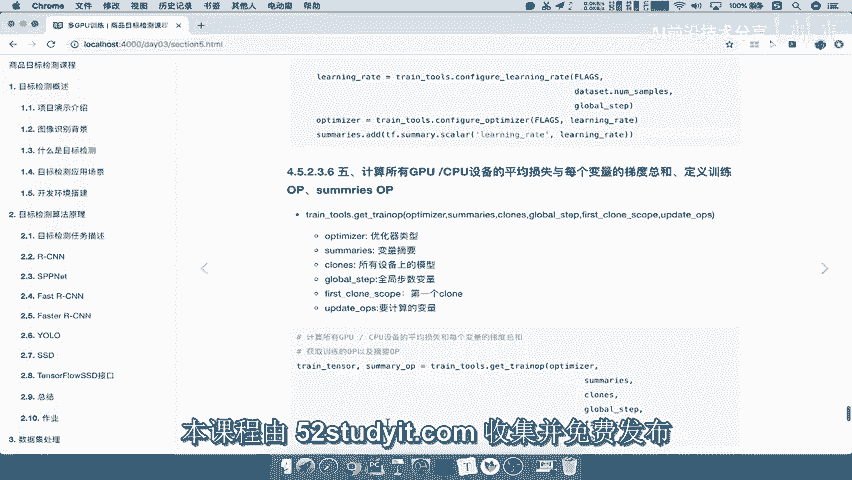 Chrome 文件 修改 视图 历史记录 书签 其他人 电动窗 帮助
100%
多GPU训练 | 商品目标检测课程
localhost:4000/day03/section5.html
AI前沿技术分享
商品目标检测课程
1. 目标检测概述
1.1. 项目演示介绍
1.2. 图像识别背景
1.3. 什么是目标检测
1.4. 目标检测应用场景
1.5. 开发环境搭建
2. 目标检测算法原理
2.1. 目标检测任务描述
2.2. R-CNN
2.3. SPPNet
2.4. Fast R-CNN
2.5. Faster R-CNN
2.6. YOLO
2.7. SSD
2.8. TensorFlowSSD接口
2.9. 总结
2.10. 作业
3. 数据集处理
learning_rate = train_tools.configure_learning_rate(FLAGS,
dataset.num_samples,
global_step)
optimizer = train_tools.configure_optimizer(FLAGS, learning_rate)
summaries.add(tf.summary.scalar('learning_rate', learning_rate))
4.5.2.3.6 五、计算所有GPU /CPU设备的平均损失与每个变量的梯度总和、定义训练
OP、summries OP
• train_tools.get_trainop(optimizer,summaries,clones,global_step,first_clone_scope,update_ops)
optimizer: 优化器类型
summaries: 变量摘要
clones: 所有设备上的模型
global_step:全局步数变量
first_clone_scope：第一个clone
update_ops:要计算的变量
# 计算所有GPU / CPU设备的平均损失和每个变量的梯度总和
# 获取训练的OP以及摘要OP
train_tensor, summary_op = train_tools.get_trainop(optimizer,
summaries,
clones,
global_step,
本课程由 52studyit.com 收集并免费发布